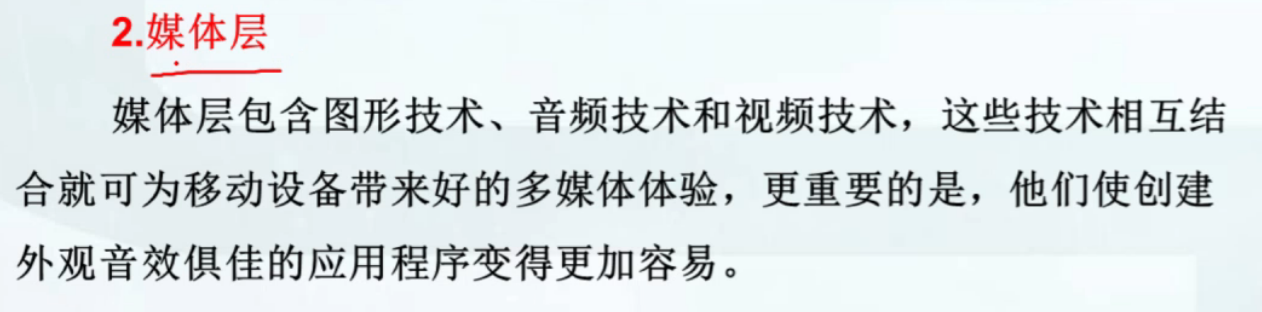 2.媒体层
媒体层包含图形技术、音频技术和视频技术，这些技术相互结
合就可为移动设备带来好的多媒体体验，更重要的是，他们使创建
外观音效俱佳的应用程序变得更加容易。